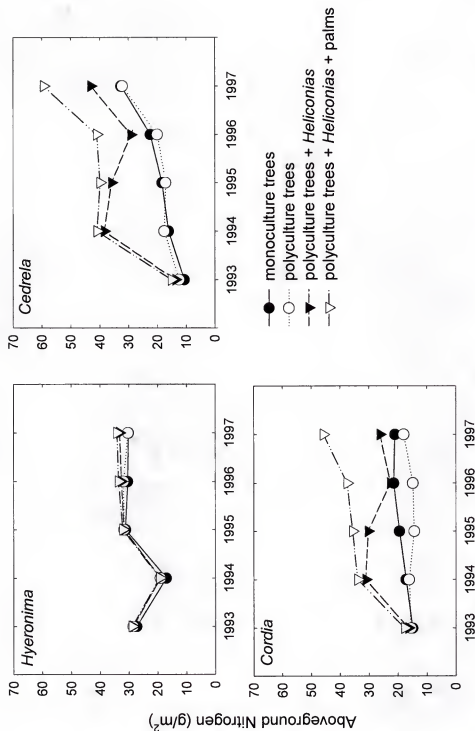 Aboveground Nitrogen (g/m²)
Hyeronima
70
60
50
40
30
20
10
0
1993 1994 1995 1996 1997
Cedrela
70
60
50
40
30
20
10
0
1993 1994 1995 1996 1997
Cordia
70
60
50
40
30
20
10
0
1993 1994 1995 1996 1997
monoculture trees
polyculture trees
polyculture trees + Heliconias
polyculture trees + Heliconias + palms